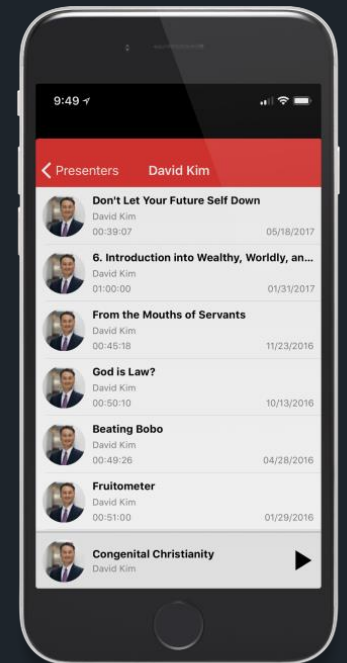 9:49
Presenters David Kim
Don't Let Your Future Self Down
David Kim
00:39:07 05/18/2017
6. Introduction into Wealthy, Worldly, an...
David Kim
01:00:00 01/31/2017
From the Mouths of Servants
David Kim
00:45:18 11/23/2016
God is Law?
David Kim
00:50:10 10/13/2016
Beating Bobo
David Kim
00:49:26 04/28/2016
Fruitometer
David Kim
00:51:00 01/29/2016
Congenital Christianity
David Kim